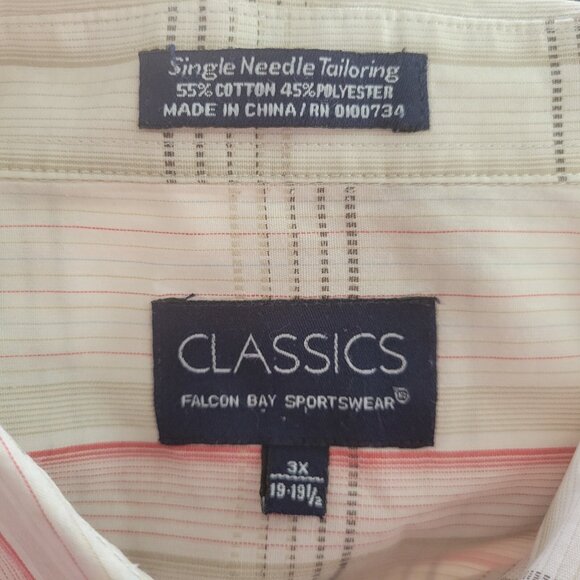 Single Needle Tailoring
55% COTTON 45% POLYESTER
MADE IN CHINA / RN 0100734
CLASSICS
FALCON BAY SPORTSWEAR
3X
19-19½